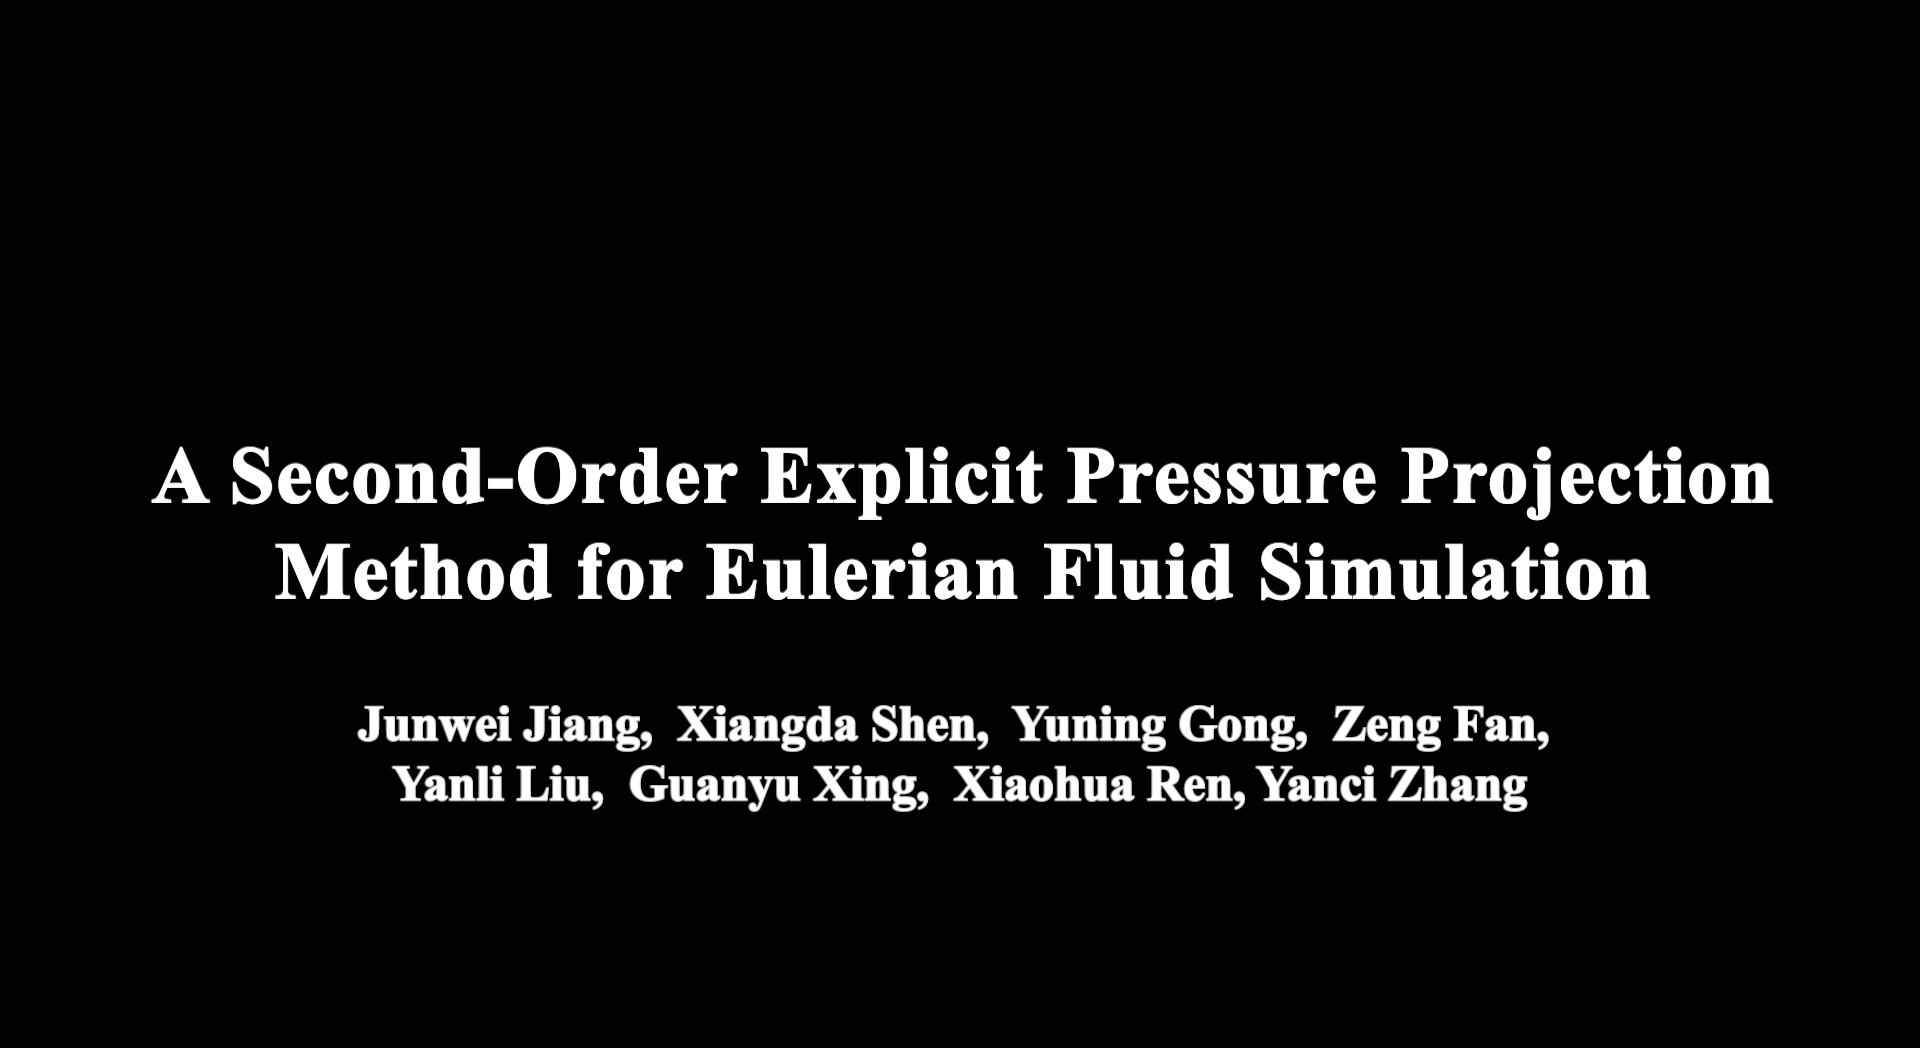 A Second-Order Explicit Pressure Projection
Method for Eulerian Fluid Simulation
Junwei Jiang, Xiangda Shen, Yuning Gong, Zeng Fan,
Yanli Liu, Guanyu Xing, Xiaohua Ren, Yanci Zhang